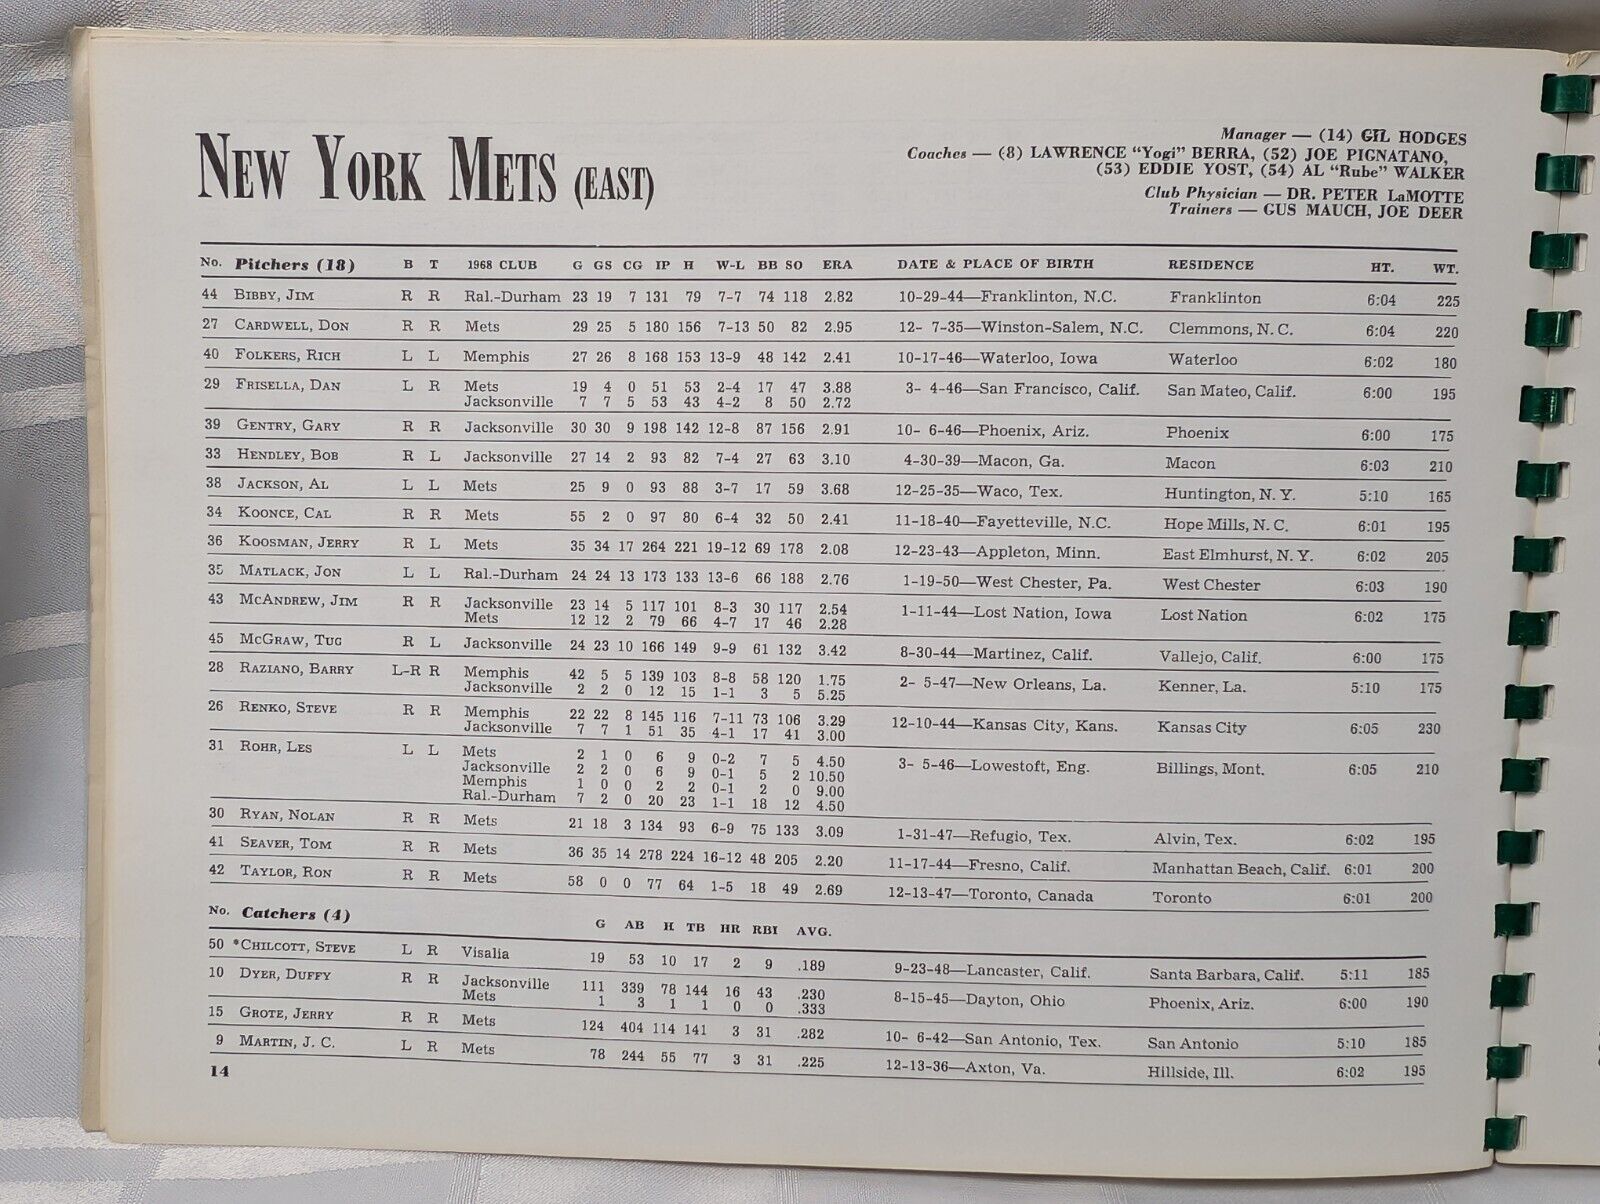 NEW YORK METS (EAST)
Manager — (14) GIL HODGES
Coaches — (8) LAWRENCE "Yogi" BERRA, (52) JOE PIGNATANO,
(53) EDDIE YOST, (54) AL "Rube" WALKER
Club Physician — DR. PETER LaMOTTE
Trainers — GUS MAUCH, JOE DEER
No. Pitchers (18) B T 1968 CLUB G GS CG IP H W-L BB SO ERA DATE & PLACE OF BIRTH RESIDENCE HT. WT.
44 BIBBY, JIM R R Ral.-Durham 23 19 7 131 79 7-7 74 118 2.82 10-29-44—Franklinton, N.C. Franklinton 6:04 225
27 CARDWELL, DON R R Mets 29 25 5 180 156 7-13 50 82 2.95 12- 7-35—Winston-Salem, N.C. Clemmons, N. C. 6:04 220
40 FOLKERS, RICH L L Memphis 27 26 8 168 153 13-9 48 142 2.41 10-17-46—Waterloo, Iowa Waterloo 6:02 180
29 FRISELLA, DAN L R Mets 19 4 0 51 53 2-4 17 47 3.88 3- 4-46—San Francisco, Calif. San Mateo, Calif. 6:00 195
Jacksonville 7 7 5 53 43 4-2 8 50 2.72
39 GENTRY, GARY R R Jacksonville 30 30 9 198 142 12-8 87 156 2.91 10- 6-46—Phoenix, Ariz. Phoenix 6:00 175
33 HENDLEY, BOB R L Jacksonville 27 14 2 93 82 7-4 27 63 3.10 4-30-39—Macon, Ga. Macon 6:03 210
38 JACKSON, AL L L Mets 25 9 0 93 88 3-7 17 59 3.68 12-25-35—Waco, Tex. Huntington, N. Y. 5:10 165
34 KOONCE, CAL R R Mets 55 2 0 97 80 6-4 32 50 2.41 11-18-40—Fayetteville, N.C. Hope Mills, N. C. 6:01 195
36 KOOSMAN, JERRY R L Mets 35 34 17 264 221 19-12 69 178 2.08 12-23-43—Appleton, Minn. East Elmhurst, N. Y. 6:02 205
35 MATLACK, JON L L Ral.-Durham 24 24 13 173 133 13-6 66 188 2.76 1-19-50—West Chester, Pa. West Chester 6:03 190
43 MCANDREW, JIM R R Jacksonville 23 14 5 117 101 8-3 30 117 2.54 1-11-44—Lost Nation, Iowa Lost Nation 6:02 175
Mets 12 12 2 79 66 4-7 17 46 2.28
45 MCGRAW, TUG R L Jacksonville 24 23 10 166 149 9-9 61 132 3.42 8-30-44—Martinez, Calif. Vallejo, Calif. 6:00 175
28 RAZIANO, BARRY L-R R Memphis 42 5 5 139 103 8-8 58 120 1.75 2- 5-47—New Orleans, La. Kenner, La. 5:10 175
Jacksonville 2 2 0 12 15 1-1 3 5 5.25
26 RENKO, STEVE R R Memphis 22 22 8 145 116 7-11 73 106 3.29 12-10-44—Kansas City, Kans. Kansas City 6:05 230
Jacksonville 7 7 1 51 35 4-1 17 41 3.00
31 ROHR, LES L L Mets 2 1 0 6 9 0-2 7 5 4.50 3- 5-46—Lowestoft, Eng. Billings, Mont. 6:05 210
Jacksonville 2 2 0 6 9 0-1 5 2 10.50
Memphis 1 0 0 2 2 0-1 2 0 9.00
Ral.-Durham 7 2 0 20 23 1-1 18 12 4.50
30 RYAN, NOLAN R R Mets 21 18 3 134 93 6-9 75 133 3.09 1-31-47—Refugio, Tex. Alvin, Tex. 6:02 195
41 SEAVER, TOM R R Mets 36 35 14 278 224 16-12 48 205 2.20 11-17-44—Fresno, Calif. Manhattan Beach, Calif. 6:01 200
42 TAYLOR, RON R R Mets 58 0 0 77 64 1-5 18 49 2.69 12-13-47—Toronto, Canada Toronto 6:01 200
No. Catchers (4) G AB H TB HR RBI AVG.
50 *CHILCOTT, STEVE L R Visalia 19 53 10 17 2 9 .189 9-23-48—Lancaster, Calif. Santa Barbara, Calif. 5:11 185
10 DYER, DUFFY R R Jacksonville 111 339 78 144 16 43 .230 8-15-45—Dayton, Ohio Phoenix, Ariz. 6:00 190
Mets 1 3 1 1 0 0 .333
15 GROTE, JERRY R R Mets 124 404 114 141 3 31 .282 10- 6-42—San Antonio, Tex. San Antonio 5:10 185
9 MARTIN, J. C. L R Mets 78 244 55 77 3 31 .225 12-13-36—Axton, Va. Hillside, Ill. 6:02 195
14